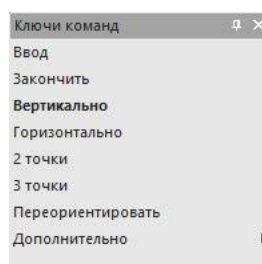 Ключи команд
Ввод
Закончить
Вертикально
Горизонтально
2 точки
3 точки
Переориентировать
Дополнительно